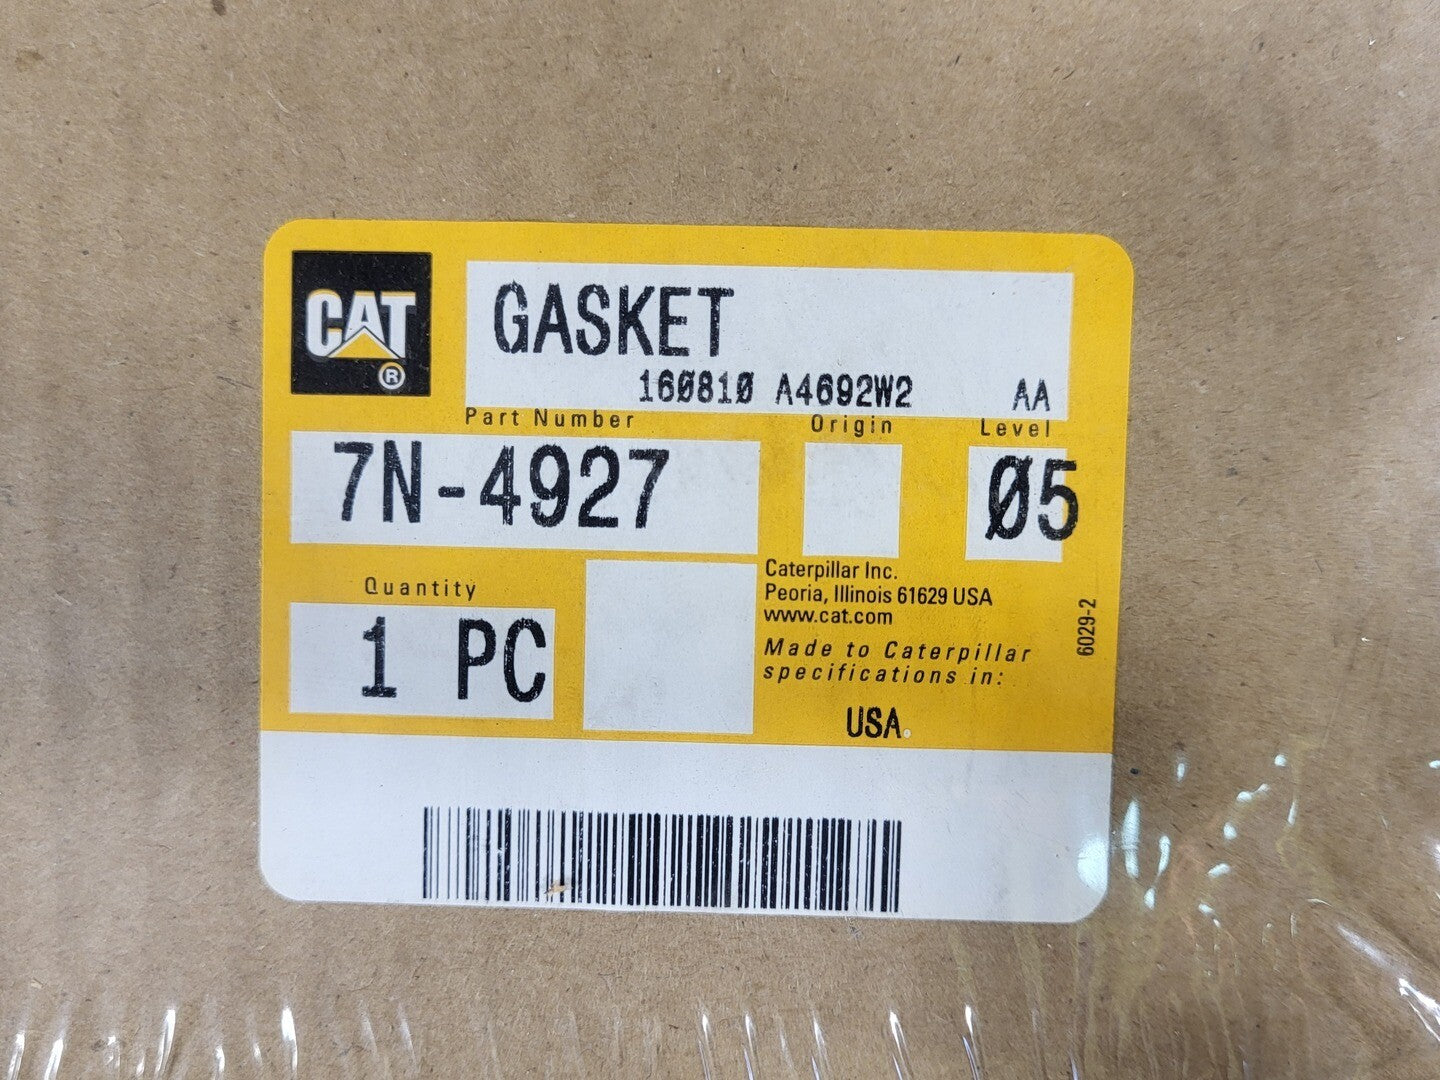 CAT
®
GASKET
160810 A4692W2 AA
Part Number Origin Level
7N-4927 05
Quantity
1 PC
Caterpillar Inc.
Peoria, Illinois 61629 USA
www.cat.com
Made to Caterpillar
specifications in:
USA.
6029-2